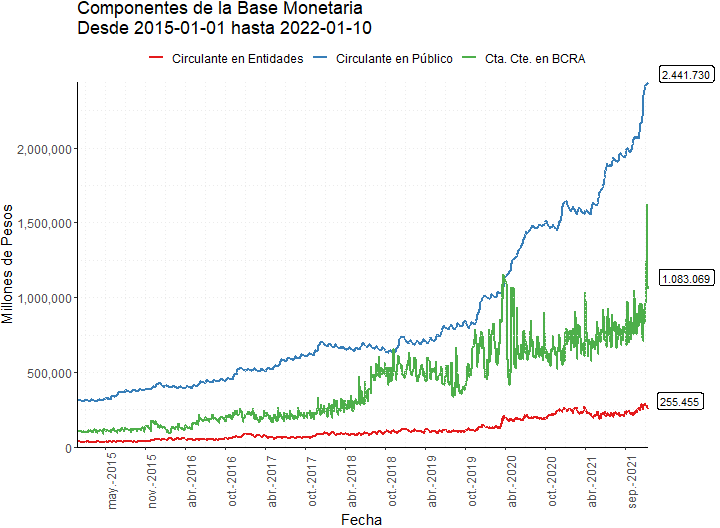 Componentes de la Base Monetaria
Desde 2015-01-01 hasta 2022-01-10
Circulante en Entidades
Circulante en Público
Cta. Cte. en BCRA
Millones de Pesos
2,000,000
1,500,000
1,000,000
500,000
0
2.441.730
1.083.069
255.455
may.-2015
nov.-2015
abr.-2016
oct.-2016
abr.-2017
oct.-2017
abr.-2018
oct.-2018
abr.-2019
oct.-2019
abr.-2020
oct.-2020
abr.-2021
sep.-2021
Fecha